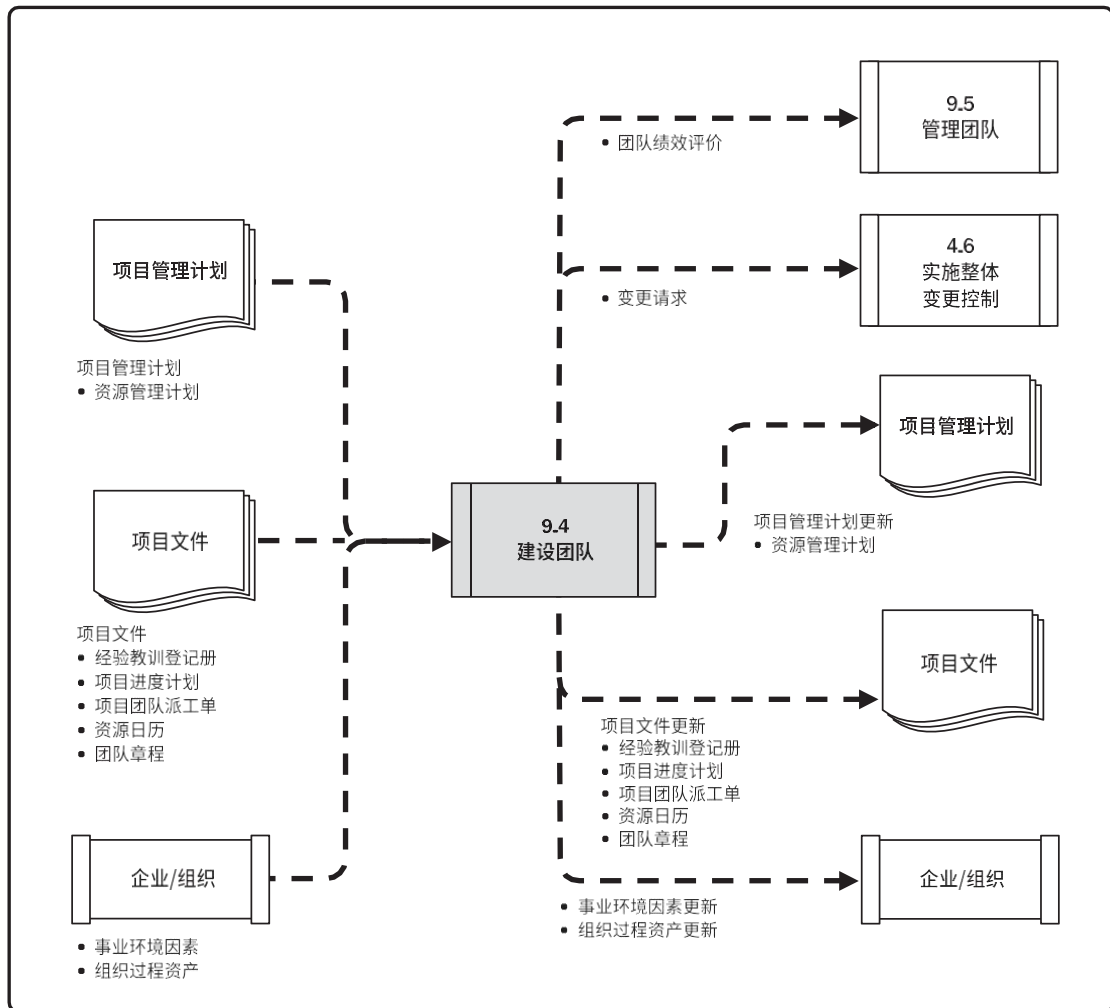 项目管理计划
项目管理计划
• 资源管理计划
项目文件
项目文件
• 经验教训登记册
• 项目进度计划
• 项目团队派工单
• 资源日历
• 团队章程
企业/组织
• 事业环境因素
• 组织过程资产
9.4
建设团队
• 团队绩效评价
9.5
管理团队
• 变更请求
4.6
实施整体
变更控制
项目管理计划
项目管理计划更新
• 资源管理计划
项目文件
项目文件更新
• 经验教训登记册
• 项目进度计划
• 项目团队派工单
• 资源日历
• 团队章程
企业/组织
• 事业环境因素更新
• 组织过程资产更新